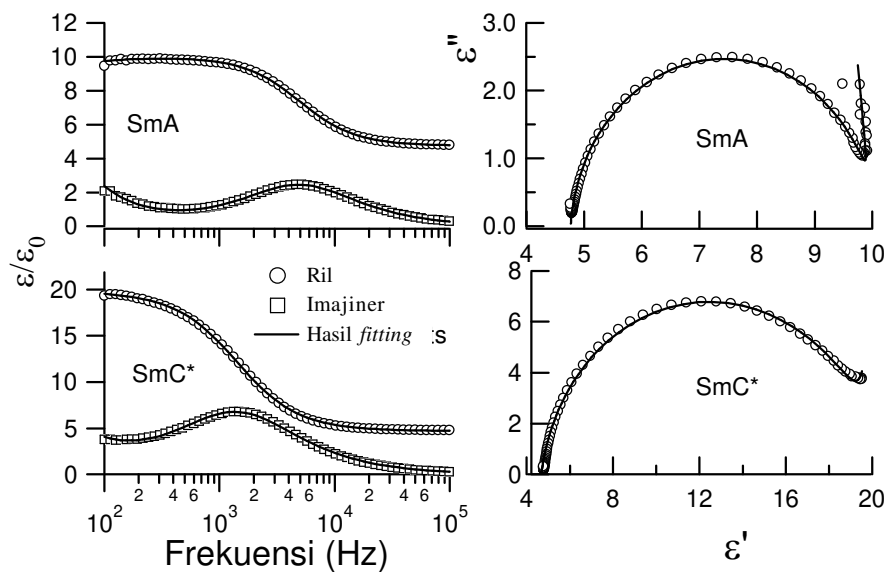 12
10
8
6
4
2
0
SmA
ε/ε0
20
15
10
5
0
SmC*
Ril
Imajiner
Hasil fitting :s
2 4 6 2 4 6 2 4 6
10^2 10^3 10^4 10^5
Frekuensi (Hz)
ε''
3.0
2.0
1.0
0.0
SmA
4 5 6 7 8 9 10
8
6
4
2
0
SmC*
4 8 12 16 20
ε'